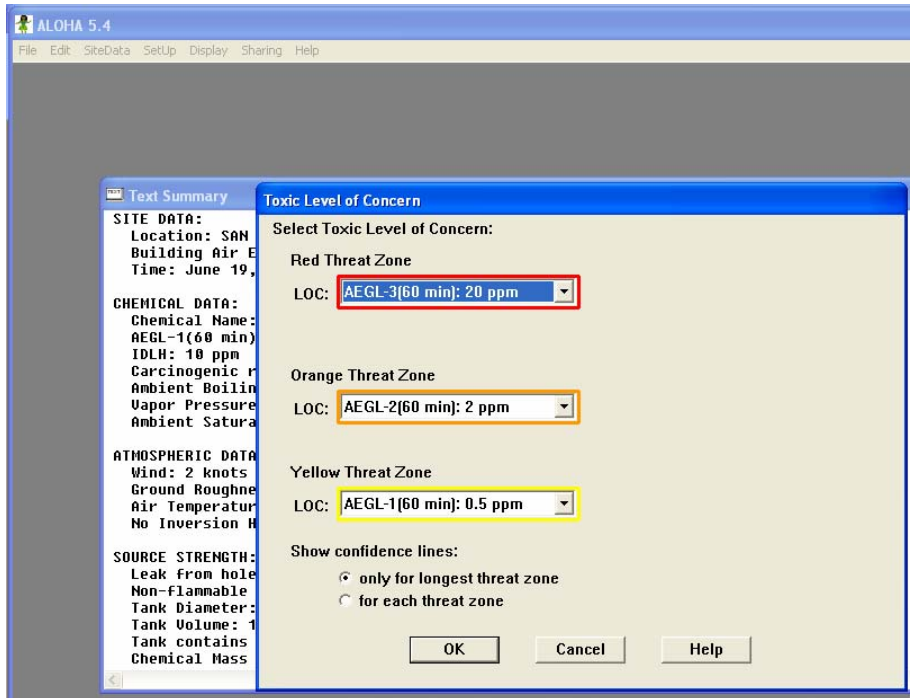 ALOHA 5.4
File Edit SiteData SetUp Display Sharing Help
Text Summary
SITE DATA:
Location: SAN
Building Air E
Time: June 19,
CHEMICAL DATA:
Chemical Name:
AEGL-1(60 min)
IDLH: 10 ppm
Carcinogenic r
Ambient Boilin
Vapor Pressure
Ambient Satura
ATMOSPHERIC DATA
Wind: 2 knots
Ground Roughne
Air Temperatur
No Inversion H
SOURCE STRENGTH:
Leak from hole
Non-flammable
Tank Diameter:
Tank Volume: 1
Tank contains
Chemical Mass
Toxic Level of Concern
Select Toxic Level of Concern:
Red Threat Zone
LOC: AEGL-3(60 min): 20 ppm
Orange Threat Zone
LOC: AEGL-2(60 min): 2 ppm
Yellow Threat Zone
LOC: AEGL-1(60 min): 0.5 ppm
Show confidence lines:
only for longest threat zone
for each threat zone
OK Cancel Help